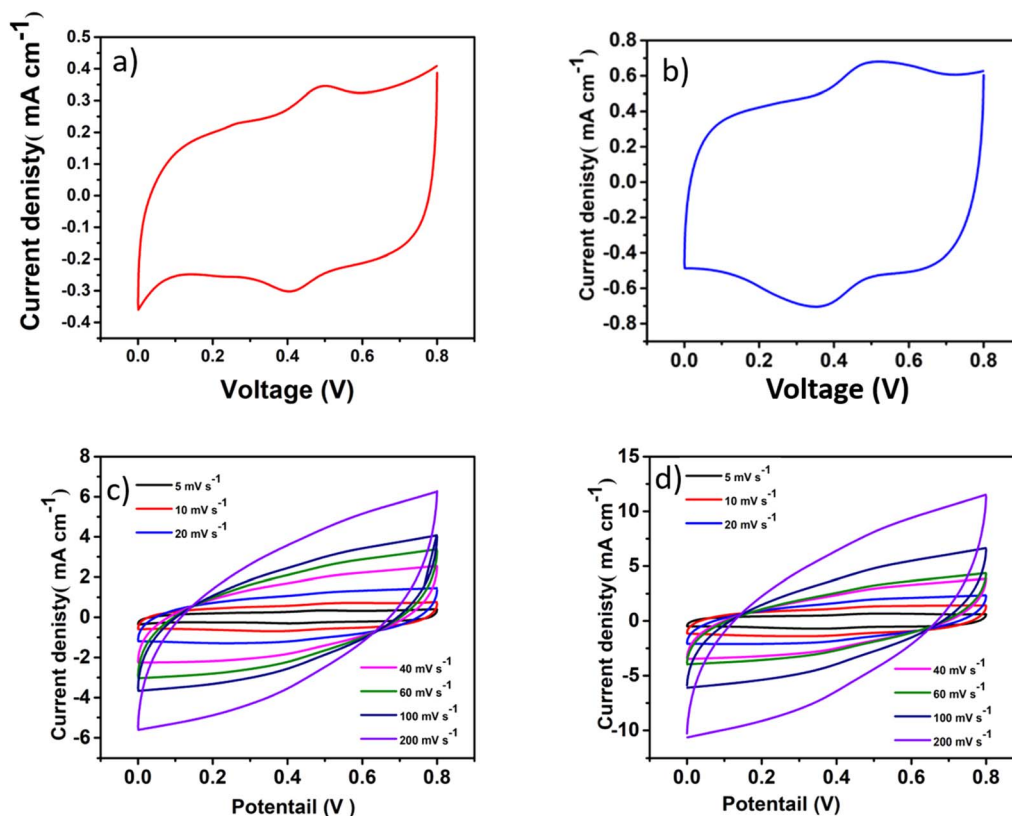 a)
Current denisty( mA cm-1)
0.5
0.4
0.3
0.2
0.1
0.0
-0.1
-0.2
-0.3
-0.4
0.0 0.2 0.4 0.6 0.8
Voltage (V)
b)
Current denisty( mA cm-1)
0.8
0.6
0.4
0.2
0.0
-0.2
-0.4
-0.6
-0.8
0.0 0.2 0.4 0.6 0.8
Voltage (V)
c)
Current denisty( mA cm-1)
8
6
4
2
0
-2
-4
-6
5 mV s-1
10 mV s-1
20 mV s-1
40 mV s-1
60 mV s-1
100 mV s-1
200 mV s-1
0.0 0.2 0.4 0.6 0.8
Potentail (V )
d)
Current denisty( mA cm-1)
15
10
5
0
-5
-10
5 mV s-1
10 mV s-1
20 mV s-1
40 mV s-1
60 mV s-1
100 mV s-1
200 mV s-1
0.0 0.2 0.4 0.6 0.8
Potentail (V)